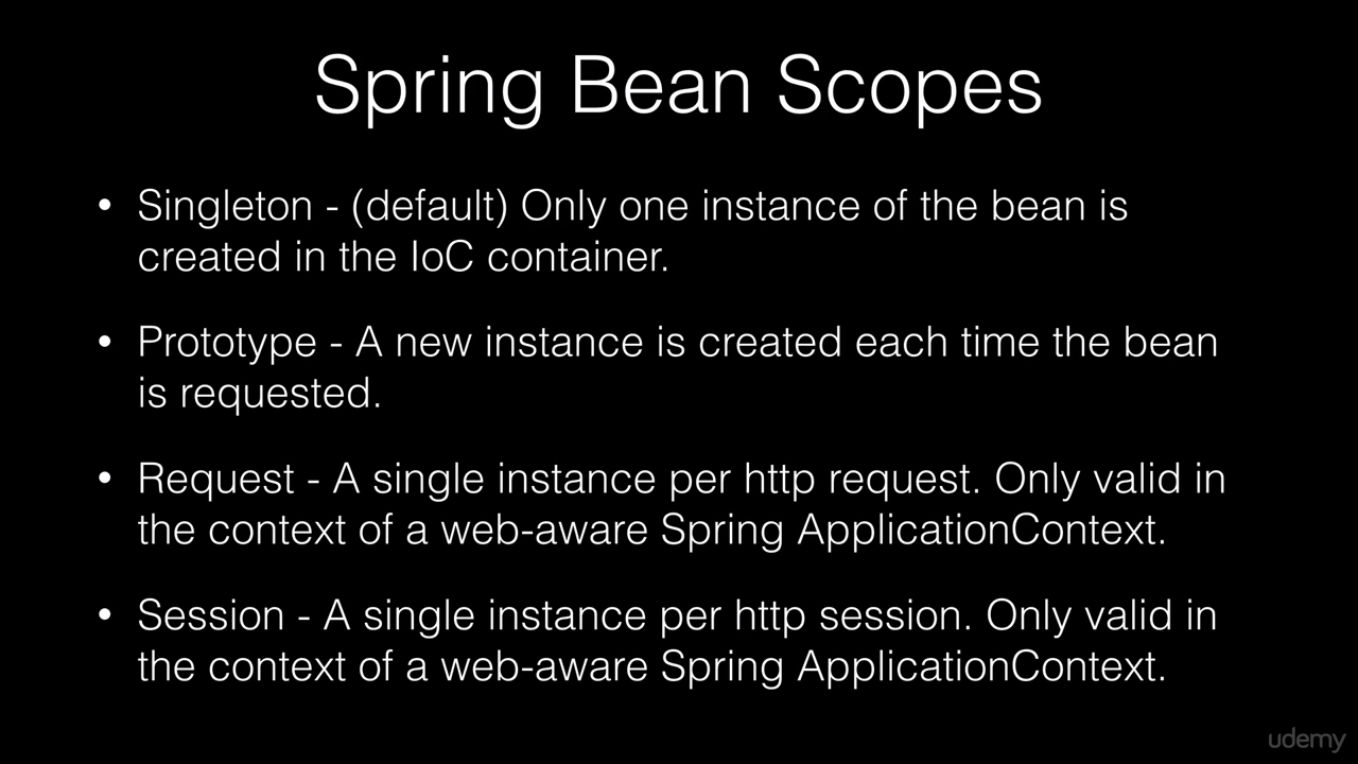 Spring Bean Scopes
• Singleton - (default) Only one instance of the bean is
created in the IoC container.
• Prototype - A new instance is created each time the bean
is requested.
• Request - A single instance per http request. Only valid in
the context of a web-aware Spring ApplicationContext.
• Session - A single instance per http session. Only valid in
the context of a web-aware Spring ApplicationContext.
udemy